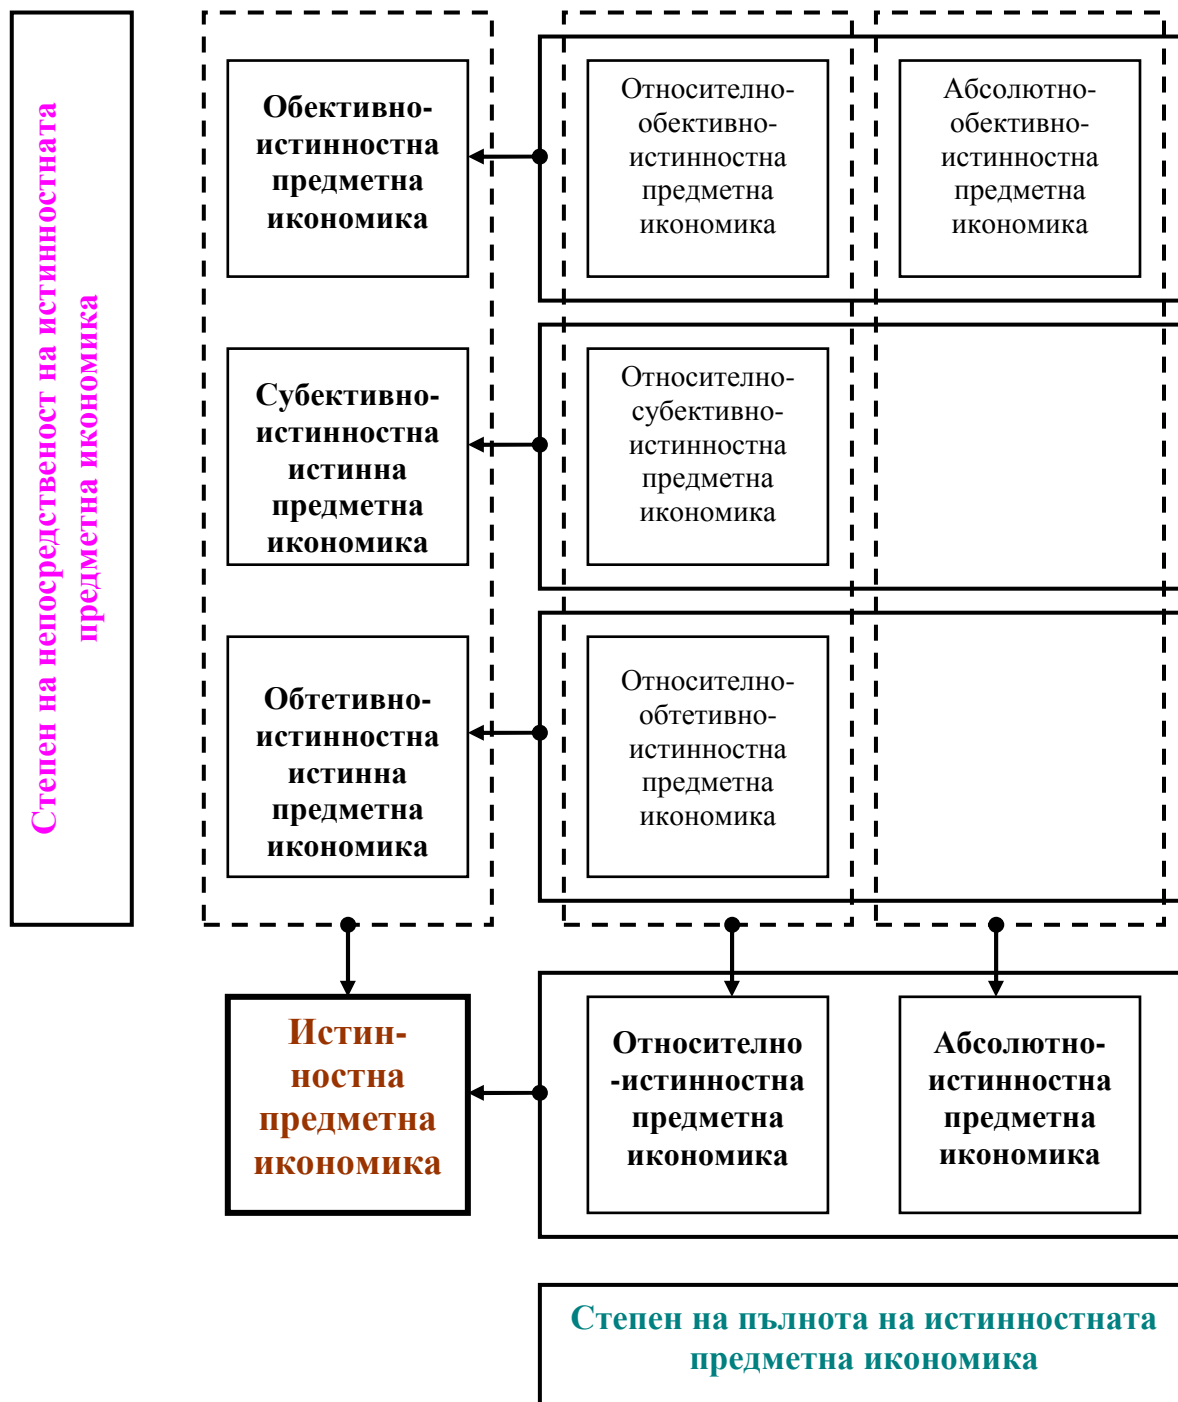 Степен на непосредственост на истинностната
предметна икономика
Обективно-
истинностна
предметна
икономика
Относително-
обективно-
истинностна
предметна
икономика
Абсолютно-
обективно-
истинностна
предметна
икономика
Субективно-
истинностна
истинна
предметна
икономика
Относително-
субективно-
истинностна
предметна
икономика
Обтетивно-
истинностна
истинна
предметна
икономика
Относително-
обтетивно-
истинностна
предметна
икономика
Истин-
ностна
предметна
икономика
Относително
-истинностна
предметна
икономика
Абсолютно-
истинностна
предметна
икономика
Степен на пълнота на истинностната
предметна икономика